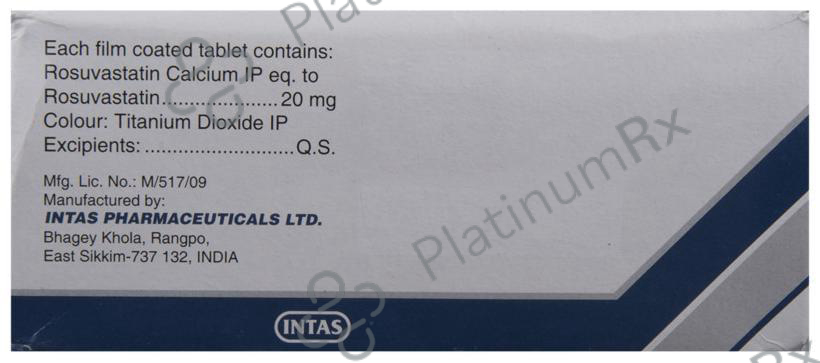 Each film coated tablet contains:
Rosuvastatin Calcium IP eq. to
Rosuvastatin.....................20 mg
Colour: Titanium Dioxide IP
Excipients: ...........................Q.S.
Mfg. Lic. No.: M/517/09
Manufactured by:
INTAS PHARMACEUTICALS LTD.
Bhagey Khola, Rangpo,
East Sikkim-737 132, INDIA
INTAS
PlatinumRx